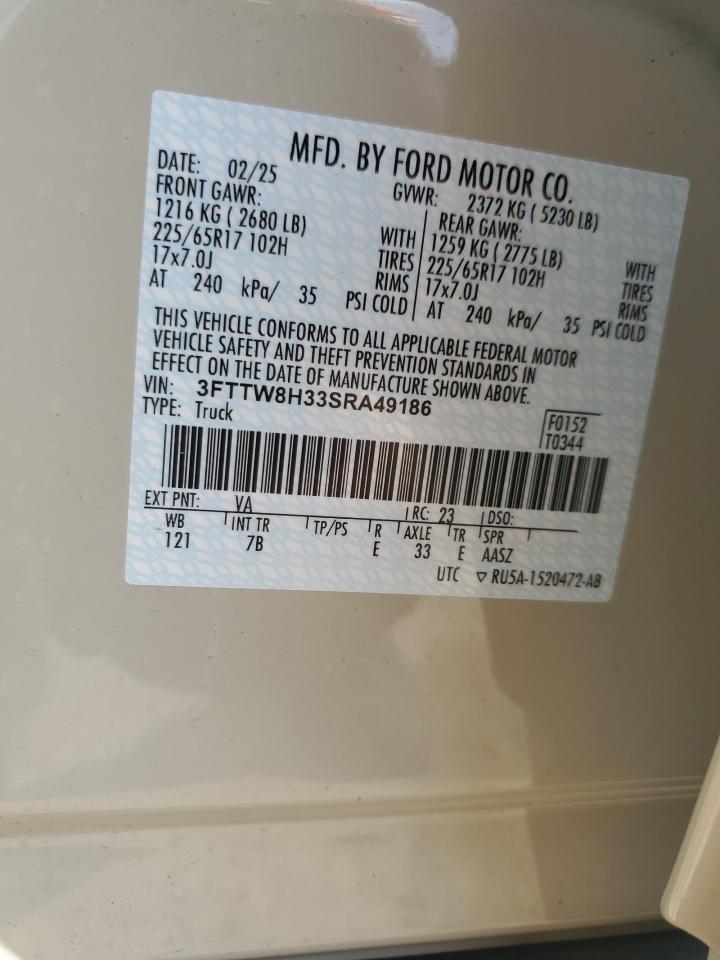 MFD. BY FORD MOTOR CO.
DATE: 02/25 GVWR: 2372 KG ( 5230 LB)
FRONT GAWR: REAR GAWR:
1216 KG ( 2680 LB) WITH 1259 KG ( 2775 LB) WITH
225/65R17 102H TIRES 225/65R17 102H TIRES
17x7.0J RIMS 17x7.0J RIMS
AT 240 kPa/ 35 PSI COLD AT 240 kPa/ 35 PSI COLD
THIS VEHICLE CONFORMS TO ALL APPLICABLE FEDERAL MOTOR
VEHICLE SAFETY AND THEFT PREVENTION STANDARDS IN
EFFECT ON THE DATE OF MANUFACTURE SHOWN ABOVE.
VIN: 3FTTW8H33SRA49186
TYPE: Truck F0152
T0344
EXT PNT: VA RC: 23 DSO:
WB INT TR TP/PS R AXLE TR SPR
121 7B E 33 E AASZ
UTC ▽ RU5A-1520472-AB